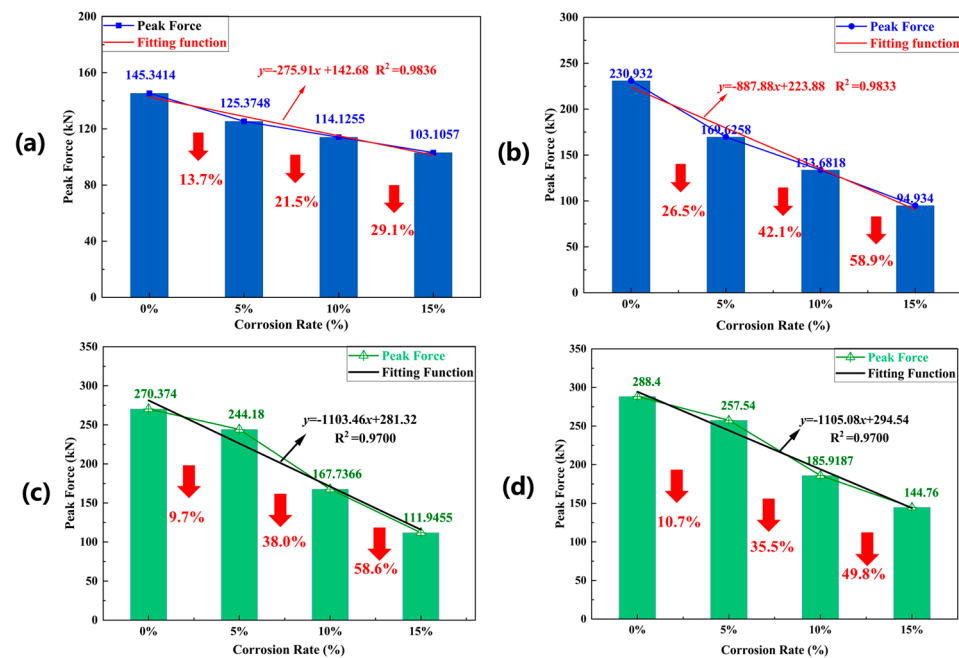 (a)
Peak Force
Fitting function
y=-275.91x +142.68 R²=0.9836
145.3414
125.3748
114.1255
103.1057
13.7%
21.5%
29.1%
Peak Force (kN)
200
180
160
140
120
100
80
60
40
20
0
0% 5% 10% 15%
Corrosion Rate (%)
(b)
Peak Force
Fitting function
y=-887.88x+223.88 R²=0.9833
230.932
169.6258
133.6818
94.934
26.5%
42.1%
58.9%
Peak Force (kN)
300
250
200
150
100
50
0
0% 5% 10% 15%
Corrosion Rate (%)
(c)
Peak Force
Fitting Function
y=-1103.46x+281.32
R²=0.9700
270.374
244.18
167.7366
111.9455
9.7%
38.0%
58.6%
Peak Force (kN)
350
300
250
200
150
100
50
0
0% 5% 10% 15%
Corrosion Rate (%)
(d)
Peak Force
Fitting Function
y=-1105.08x+294.54
R²=0.9700
288.4
257.54
185.9187
144.76
10.7%
35.5%
49.8%
Peak Force (kN)
350
300
250
200
150
100
50
0
0% 5% 10% 15%
Corrosion Rate (%)